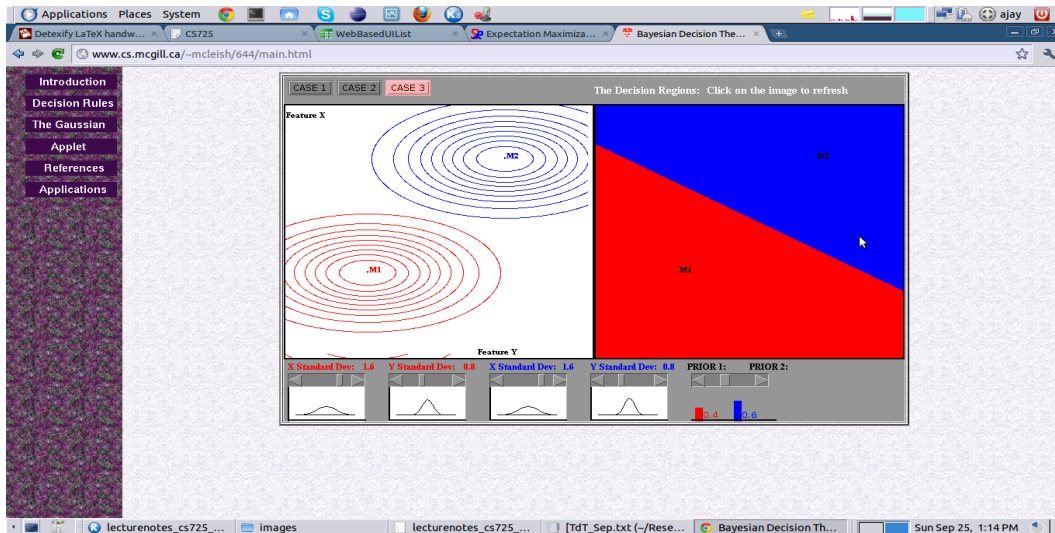 Applications Places System ajay
Detexify LaTeX handw... CS725 WebBasedUIList Expectation Maximiza... Bayesian Decision The...
www.cs.mcgill.ca/~mcleish/644/main.html
Introduction
Decision Rules
The Gaussian
Applet
References
Applications
CASE 1 CASE 2 CASE 3 The Decision Regions: Click on the image to refresh
Feature X
.M2
.M1
Feature Y
.M2
.M1
X Standard Dev: 1.6 Y Standard Dev: 0.8 X Standard Dev: 1.6 Y Standard Dev: 0.8 PRIOR 1: PRIOR 2:
0.4 0.6
lecturenotes_cs725_... images lecturenotes_cs725_... [TdT_Sep.txt (~/Rese... Bayesian Decision Th... Sun Sep 25, 1:14 PM